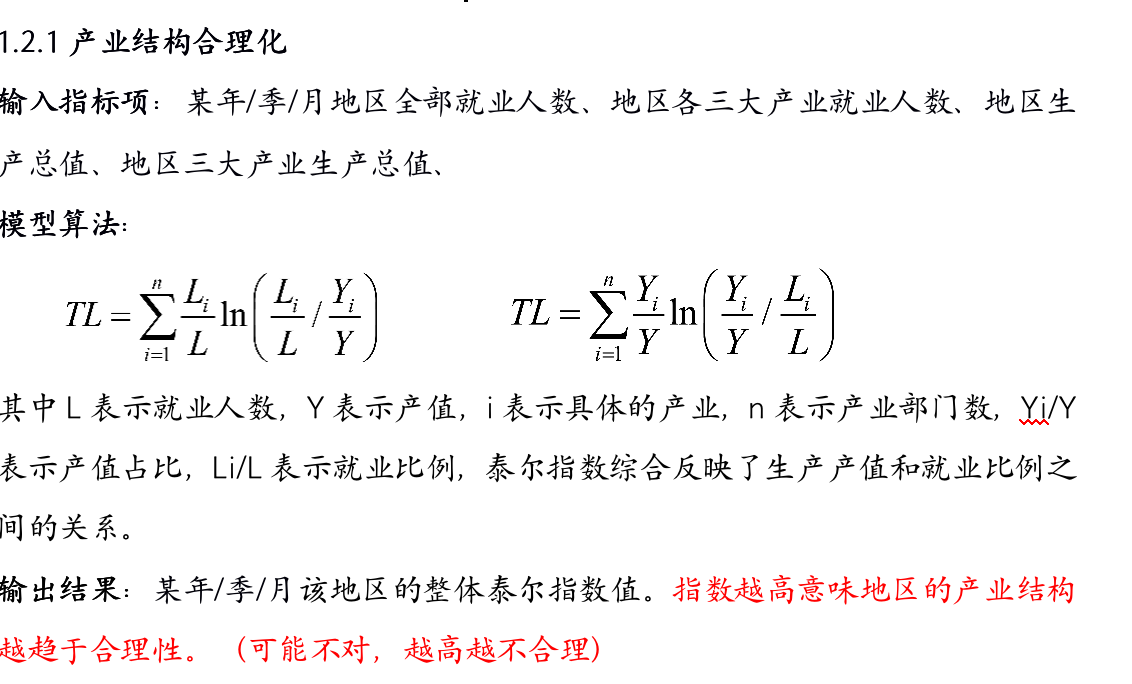 1.2.1 产业结构合理化
输入指标项： 某年/季/月地区全部就业人数、地区各三大产业就业人数、地区生
产总值、地区三大产业生产总值、
模型算法：
TL = \sum_{i=1}^{n} \frac{L_i}{L} \ln\left( \frac{L_i}{L} / \frac{Y_i}{Y} \right) TL = \sum_{i=1}^{n} \frac{Y_i}{Y} \ln\left( \frac{Y_i}{Y} / \frac{L_i}{L} \right)
其中 L 表示就业人数，Y 表示产值，i 表示具体的产业，n 表示产业部门数，Yi/Y
表示产值占比，Li/L 表示就业比例，泰尔指数综合反映了生产产值和就业比例之
间的关系。
输出结果： 某年/季/月该地区的整体泰尔指数值。指数越高意味地区的产业结构
越趋于合理性。（可能不对，越高越不合理）